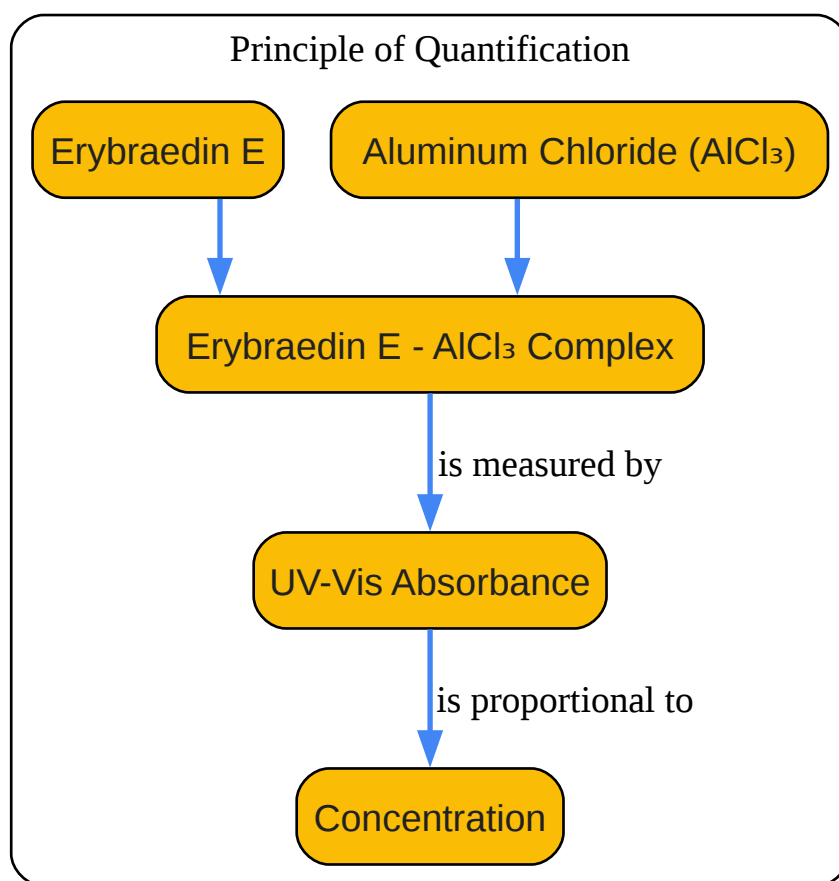 Principle of Quantification
Erybraedin E
Aluminum Chloride (AlCl₃)
Erybraedin E - AlCl₃ Complex
is measured by
UV-Vis Absorbance
is proportional to
Concentration